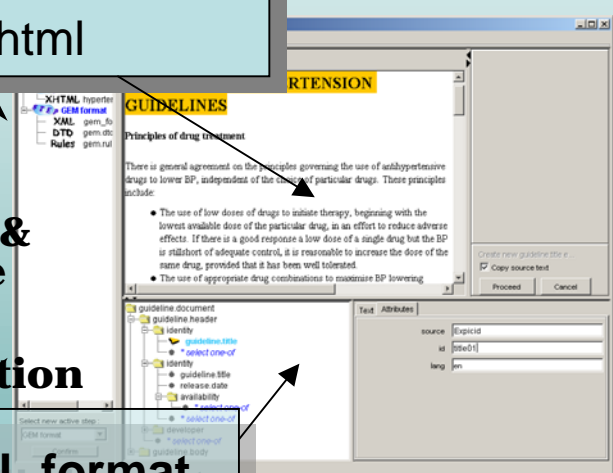 html
RTENSION
GUIDELINES
Principles of drug treatment
There is general agreement on the principles governing the use of antihypertensive
drugs to lower BP, independent of the choice of particular drugs. These principles
include:
The use of low doses of drugs to initiate therapy, beginning with the
lowest available dose of the particular drug, in an effort to reduce adverse
effects. If there is a good response a low dose of a single drug but the BP
is stillshort of adequate control, it is reasonable to increase the dose of the
same drug, provided that it has been well tolerated.
The use of appropriate drug combinations to maximise BP lowering
XHTML hyperter
GEM format
XML gem_fo
DTD gem.dtc
Rules gem.rul
&
e
tion
Select new active step
GEM format
Confirm
L format
Create new guideline title e ...
Copy source text
Proceed
Cancel
guideline.document
guideline.header
identity
guideline.title
* select one-of
identity
guideline.title
release.date
availability
* select one-of
* select one-of
developer
* select one-of
guideline.body
Text
Attributes
source Expicid
id title01
lang en